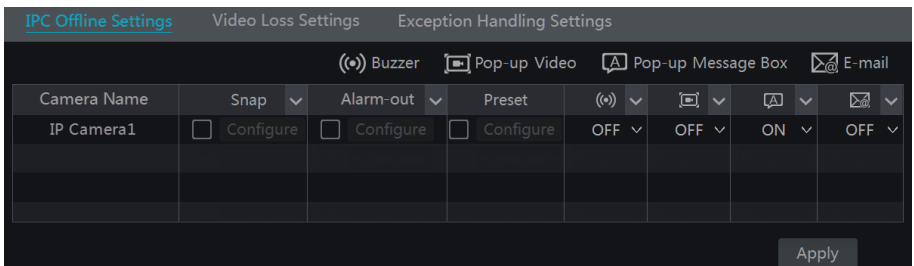 IPC Offline Settings Video Loss Settings Exception Handling Settings
Buzzer Pop-up Video Pop-up Message Box E-mail
Camera Name Snap Alarm-out Preset
IP Camera1 Configure Configure Configure OFF OFF ON OFF
Apply